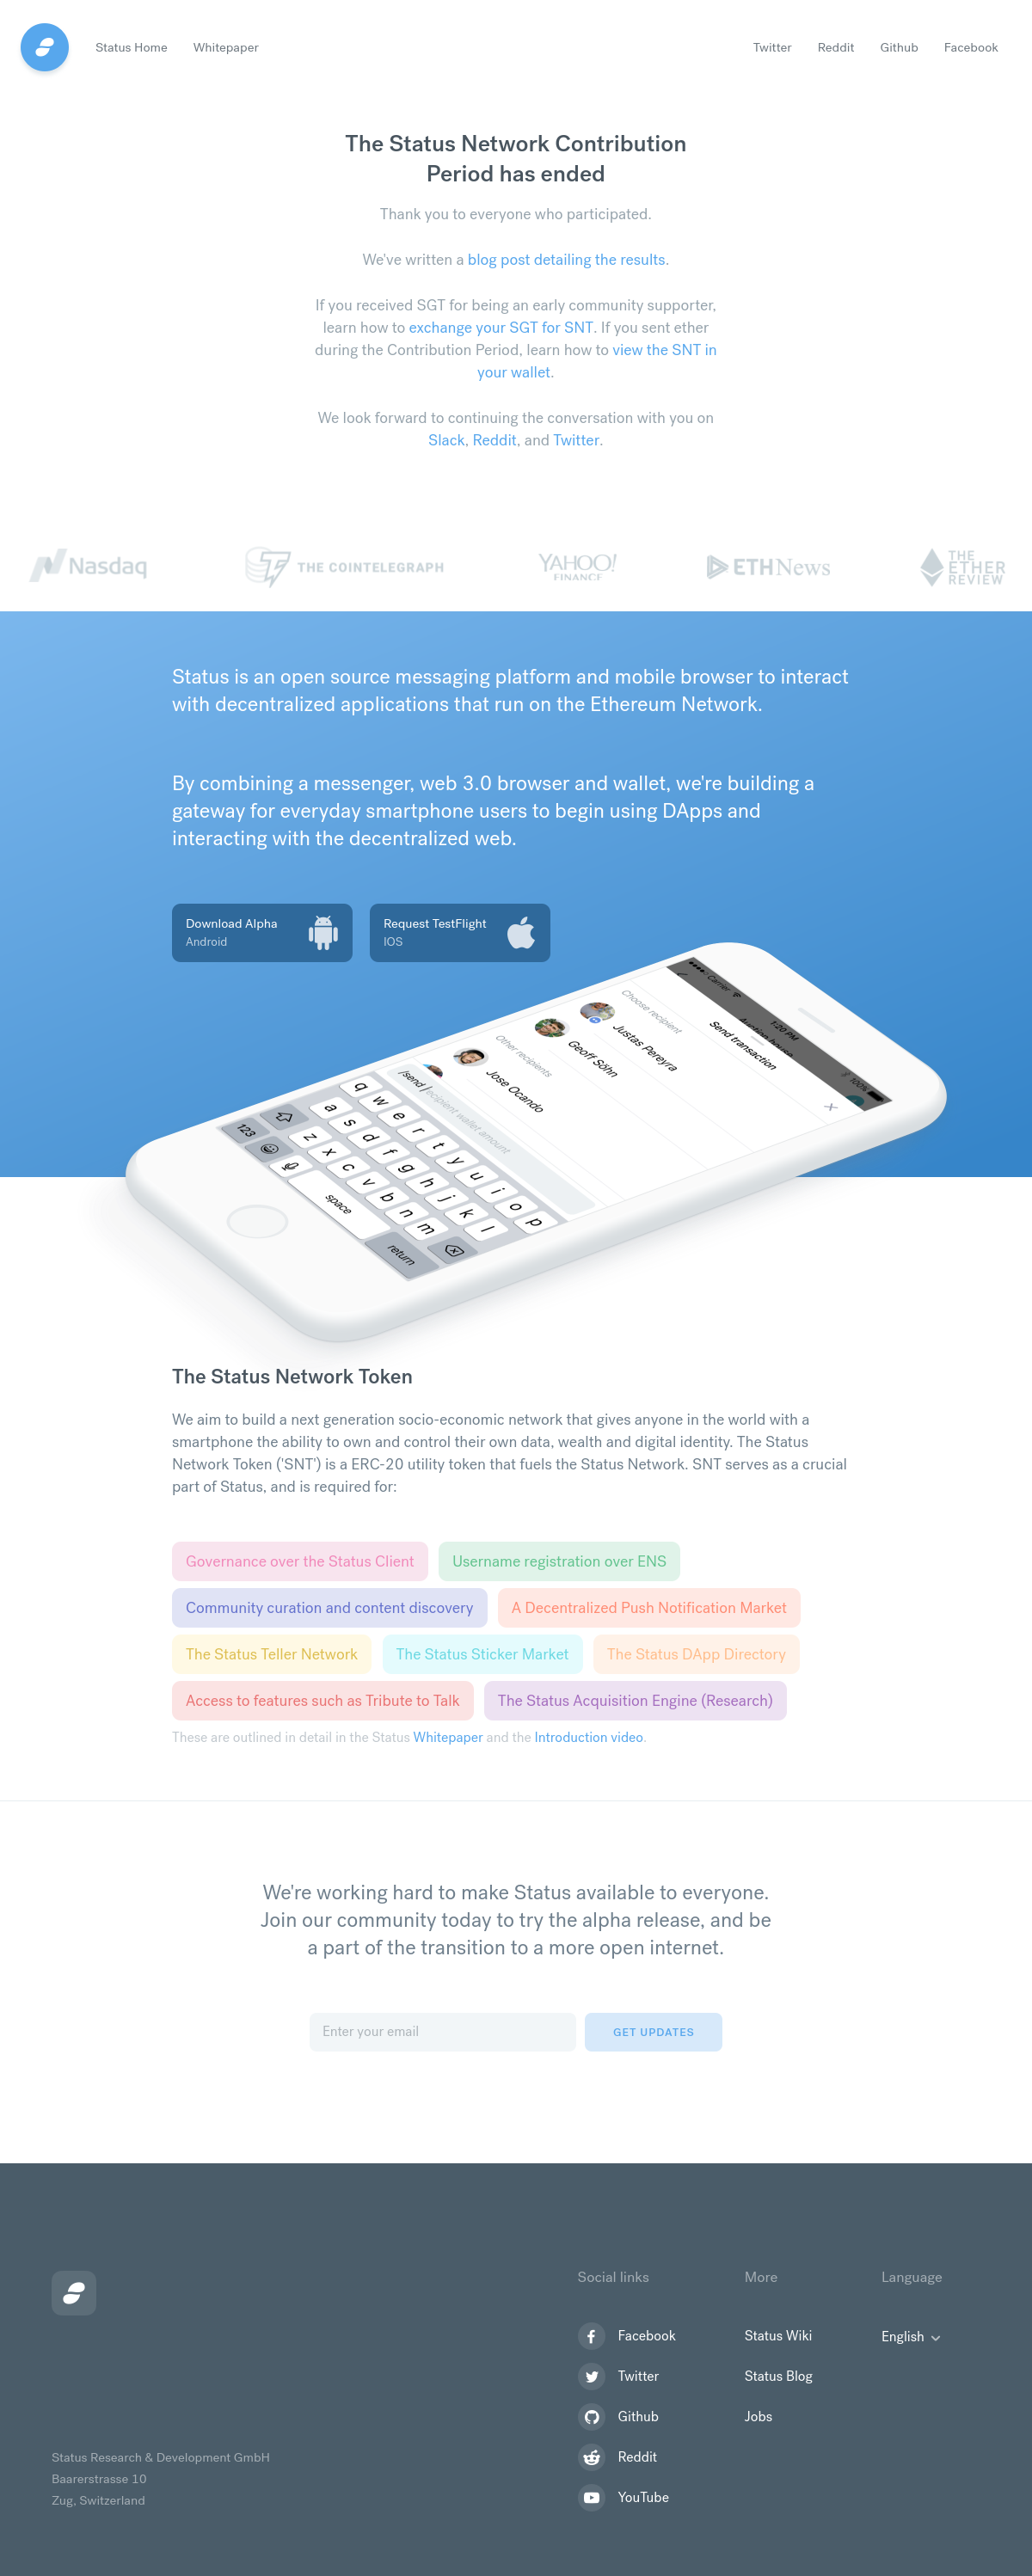 Status Home
Whitepaper
Twitter
Reddit
Github
Facebook
The Status Network Contribution
Period has ended
Thank you to everyone who participated.
We've written a blog post detailing the results.
If you received SGT for being an early community supporter,
learn how to exchange your SGT for SNT. If you sent ether
during the Contribution Period, learn how to view the SNT in
your wallet.
We look forward to continuing the conversation with you on
Slack, Reddit, and Twitter.
Nasdaq
THE COINTELEGRAPH
YAHOO!
FINANCE
ETHNews
THE
ETHER
REVIEW
Status is an open source messaging platform and mobile browser to interact
with decentralized applications that run on the Ethereum Network.
By combining a messenger, web 3.0 browser and wallet, we're building a
gateway for everyday smartphone users to begin using DApps and
interacting with the decentralized web.
Download Alpha
Android
Request TestFlight
IOS
Carrer
1:20 PM
100%
Auction house
Send transaction
Choose recipient
Justas Pereyra
Geoff Söhn
Other recipients
Jose Ocando
/send recipient wallet amount
q w e r t y u i o p
a s d f g h j k l
z x c v b n m
123
space
return
The Status Network Token
We aim to build a next generation socio-economic network that gives anyone in the world with a
smartphone the ability to own and control their own data, wealth and digital identity. The Status
Network Token ('SNT') is a ERC-20 utility token that fuels the Status Network. SNT serves as a crucial
part of Status, and is required for:
Governance over the Status Client
Username registration over ENS
Community curation and content discovery
A Decentralized Push Notification Market
The Status Teller Network
The Status Sticker Market
The Status DApp Directory
Access to features such as Tribute to Talk
The Status Acquisition Engine (Research)
These are outlined in detail in the Status Whitepaper and the Introduction video.
We're working hard to make Status available to everyone.
Join our community today to try the alpha release, and be
a part of the transition to a more open internet.
Enter your email
GET UPDATES
Social links
Facebook
Twitter
Github
Reddit
YouTube
More
Status Wiki
Status Blog
Jobs
Language
English
Status Research & Development GmbH
Baarerstrasse 10
Zug, Switzerland